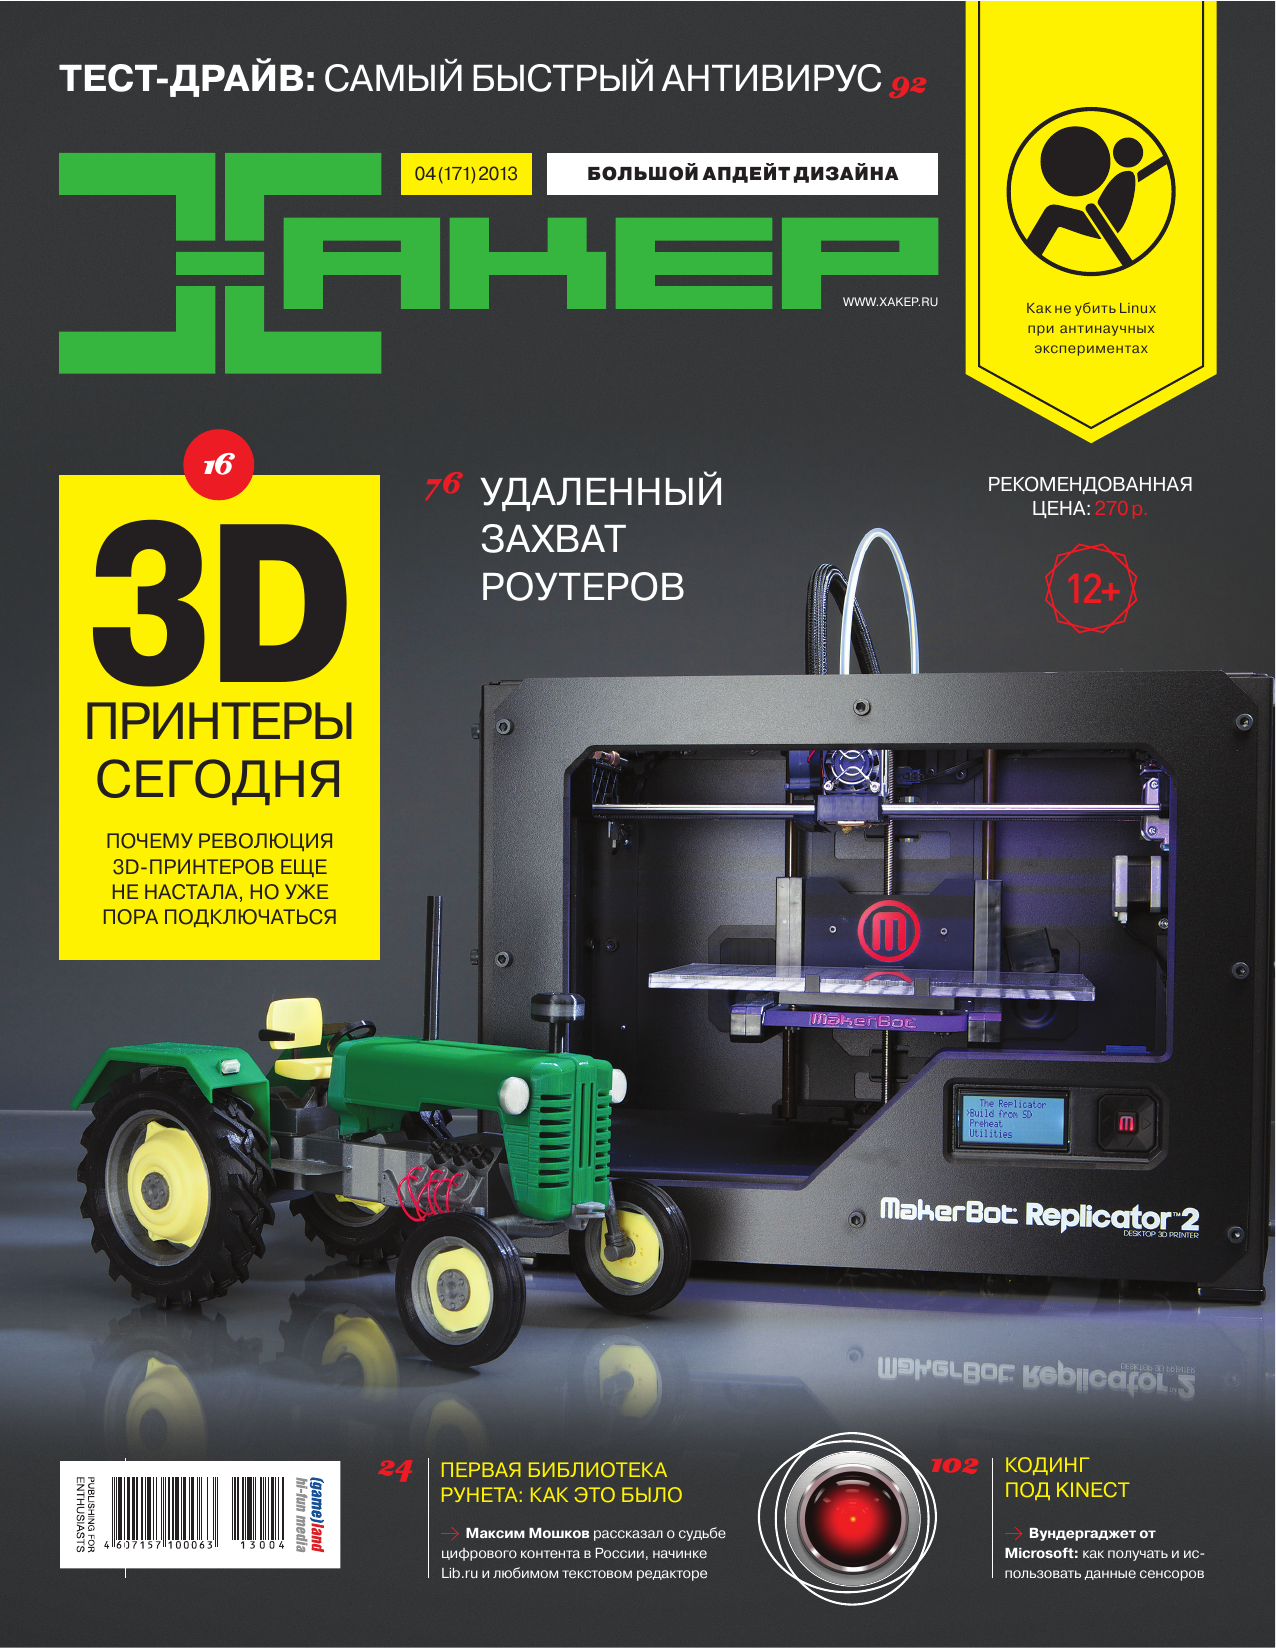 ТЕСТ-ДРАЙВ: САМЫЙ БЫСТРЫЙ АНТИВИРУС 92
04(171)2013
БОЛЬШОЙ АПДЕЙТ ДИЗАЙНА
ХАКЕР
WWW.XAKEP.RU
Как не убить Linux
при антинаучных
экспериментах
16
3D
ПРИНТЕРЫ
СЕГОДНЯ
ПОЧЕМУ РЕВОЛЮЦИЯ
3D-ПРИНТЕРОВ ЕЩЕ
НЕ НАСТАЛА, НО УЖЕ
ПОРА ПОДКЛЮЧАТЬСЯ
76 УДАЛЕННЫЙ
ЗАХВАТ
РОУТЕРОВ
РЕКОМЕНДОВАННАЯ
ЦЕНА: 270 р.
12+
M
MakerBot
The Replicator
›Build from SD
Preheat
Utilities
M
MakerBot Replicator™ 2
DESKTOP 3D PRINTER
PUBLISHING FOR
ENTHUSIASTS
4 607157 100063
13004
(game)land
hi-fun media
24 ПЕРВАЯ БИБЛИОТЕКА
РУНЕТА: КАК ЭТО БЫЛО
→ Максим Мошков рассказал о судьбе
цифрового контента в России, начинке
Lib.ru и любимом текстовом редакторе
102 КОДИНГ
ПОД KINECT
→ Вундергаджет от
Microsoft: как получать и ис-
пользовать данные сенсоров